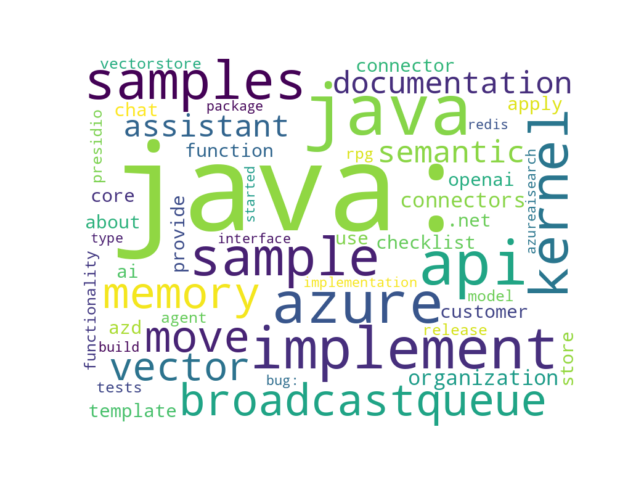 vectorstore
connector
samples
documentation
java
chat
package
apply
presidio
assistant
redis
kernel
function
rpg
semantic
java:
azureaisearch
started
openai
core
connectors
about
provide
.net
type
interface
use
checklist
sample
api
ai
functionality
implementation
memory
azure
model
customer
agent
azd
move
release
implement
build
store
vector
bug:
organization
tests
broadcastqueue
template